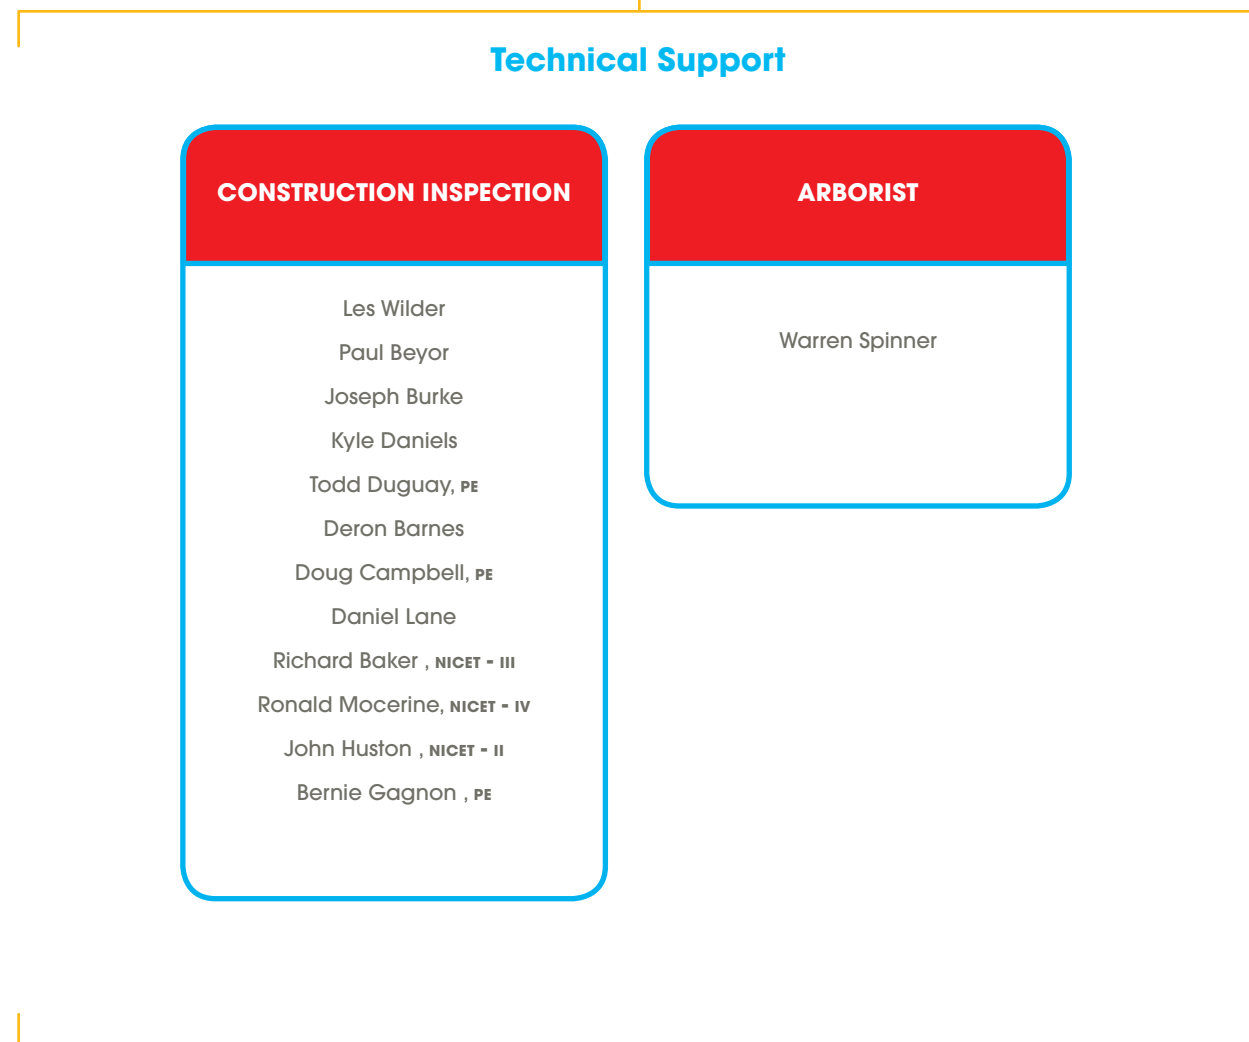 Technical Support
CONSTRUCTION INSPECTION
Les Wilder
Paul Beyor
Joseph Burke
Kyle Daniels
Todd Duguay, PE
Deron Barnes
Doug Campbell, PE
Daniel Lane
Richard Baker , NICET - III
Ronald Mocerine, NICET - IV
John Huston , NICET - II
Bernie Gagnon , PE
ARBORIST
Warren Spinner